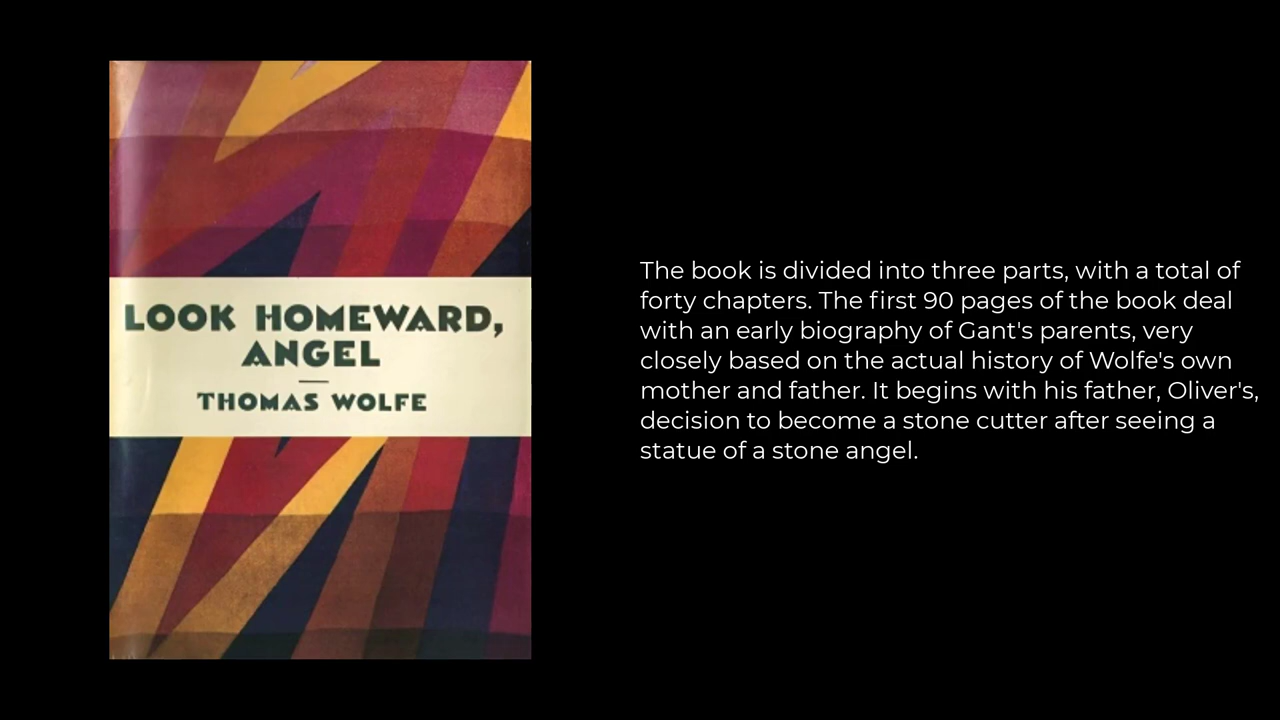 LOOK HOMEWARD,
ANGEL
THOMAS WOLFE
The book is divided into three parts, with a total of
forty chapters. The first 90 pages of the book deal
with an early biography of Gant's parents, very
closely based on the actual history of Wolfe's own
mother and father. It begins with his father, Oliver's,
decision to become a stone cutter after seeing a
statue of a stone angel.